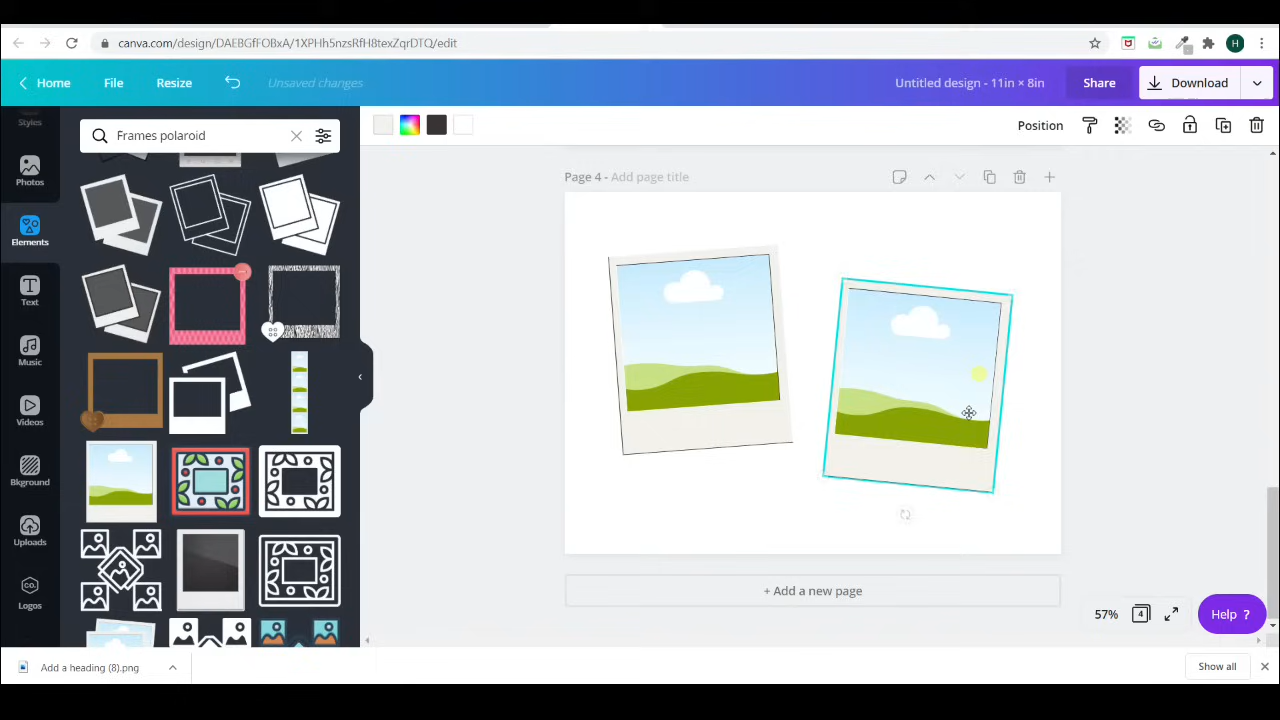 canva.com/design/DAEBGfFOBxA/1XPHh5nzsRfH8texZqrDTQ/edit
H
Home File Resize Unsaved changes Untitled design - 11in × 8in Share Download
Styles
Frames polaroid
Position
Photos
Page 4 - Add page title
Elements
Text
Music
Videos
Bkground
Uploads
CO.
Logos
+ Add a new page
57% 4 Help ?
Add a heading (8).png Show all